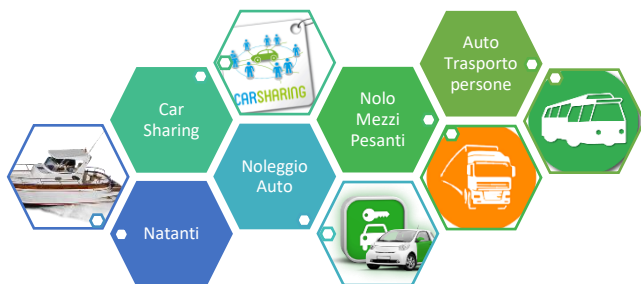 Car
Sharing
CARSHARING
Nolo
Mezzi
Pesanti
Auto
Trasporto
persone
Natanti
Noleggio
Auto